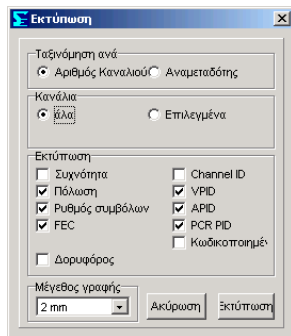 Εκτύπωση
Ταξινόμηση ανά
Αριθμός Καναλιού Αναμεταδότης
Κανάλια
άλα Επιλεγμένα
Εκτύπωση
Συχνότητα Channel ID
Πόλωση VPID
Ρυθμός συμβόλων APID
FEC PCR PID
Κωδικοποιημέν
Δορυφόρος
Μέγεθος γραφής
2 mm Ακύρωση Εκτύπωση